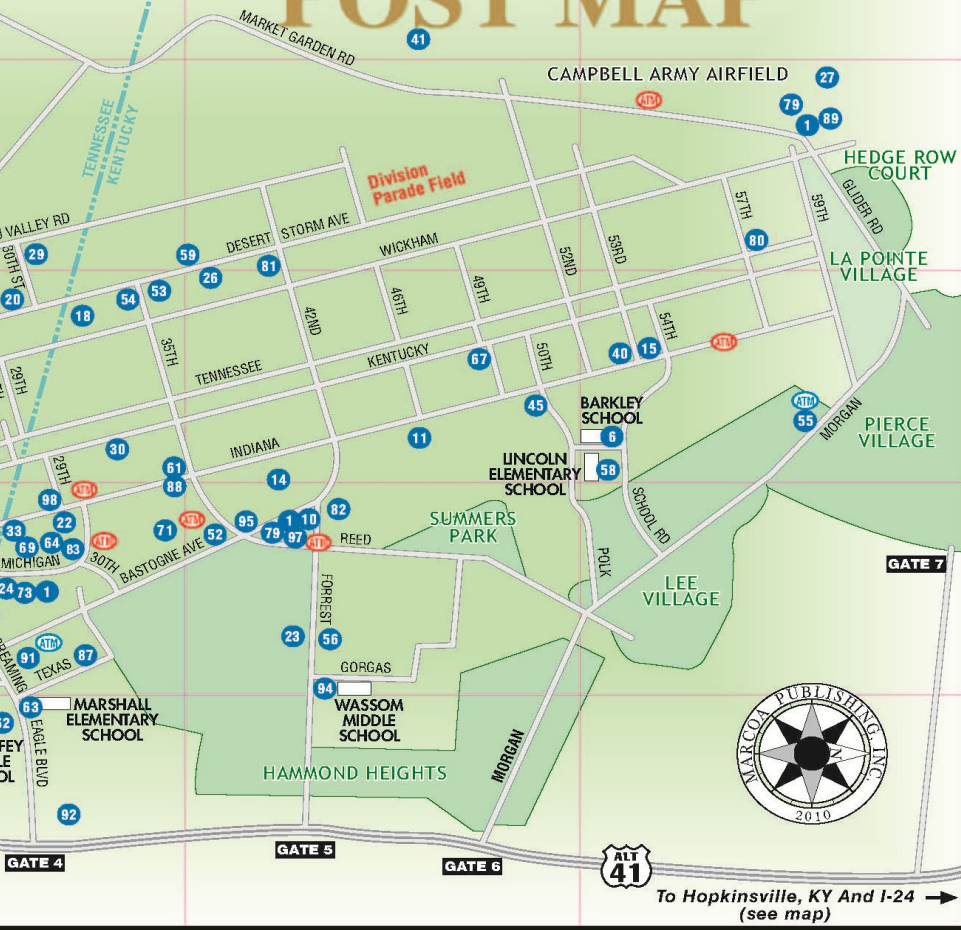 POST MAP
MARKET GARDEN RD
41
CAMPBELL ARMY AIRFIELD
27
ATM
79
1
89
TENNESSEE
KENTUCKY
HEDGE ROW
COURT
Division
Parade Field
GLIDER RD
57TH
59TH
VALLEY RD
30TH ST
29
59
DESERT STORM AVE
WICKHAM
52ND
53RD
80
LA POINTE
VILLAGE
20
18
54
53
26
81
42ND
46TH
49TH
54TH
35TH
29TH
TENNESSEE
KENTUCKY
67
50TH
40
15
ATM
45
BARKLEY
SCHOOL
6
ATM
55
MORGAN
PIERCE
VILLAGE
30
INDIANA
11
29TH
61
88
14
LINCOLN
ELEMENTARY
SCHOOL
58
98
ATM
33
22
69
64
83
ATM
71
ATM
52
95
1
10
82
79
97
ATM
REED
SUMMERS
PARK
SCHOOL RD
MICHIGAN
30TH
BASTOGNE AVE
POLK
GATE 7
24
73
1
FORREST
LEE
VILLAGE
ATM
91
TEXAS
87
23
56
GORGAS
94
WASSOM
MIDDLE
SCHOOL
63
MARSHALL
ELEMENTARY
SCHOOL
EAGLE BLVD
HAMMOND HEIGHTS
MORGAN
MARCOA PUBLISHING, INC.
N
2010
92
GATE 4
GATE 5
GATE 6
ALT
41
To Hopkinsville, KY And I-24
(see map)